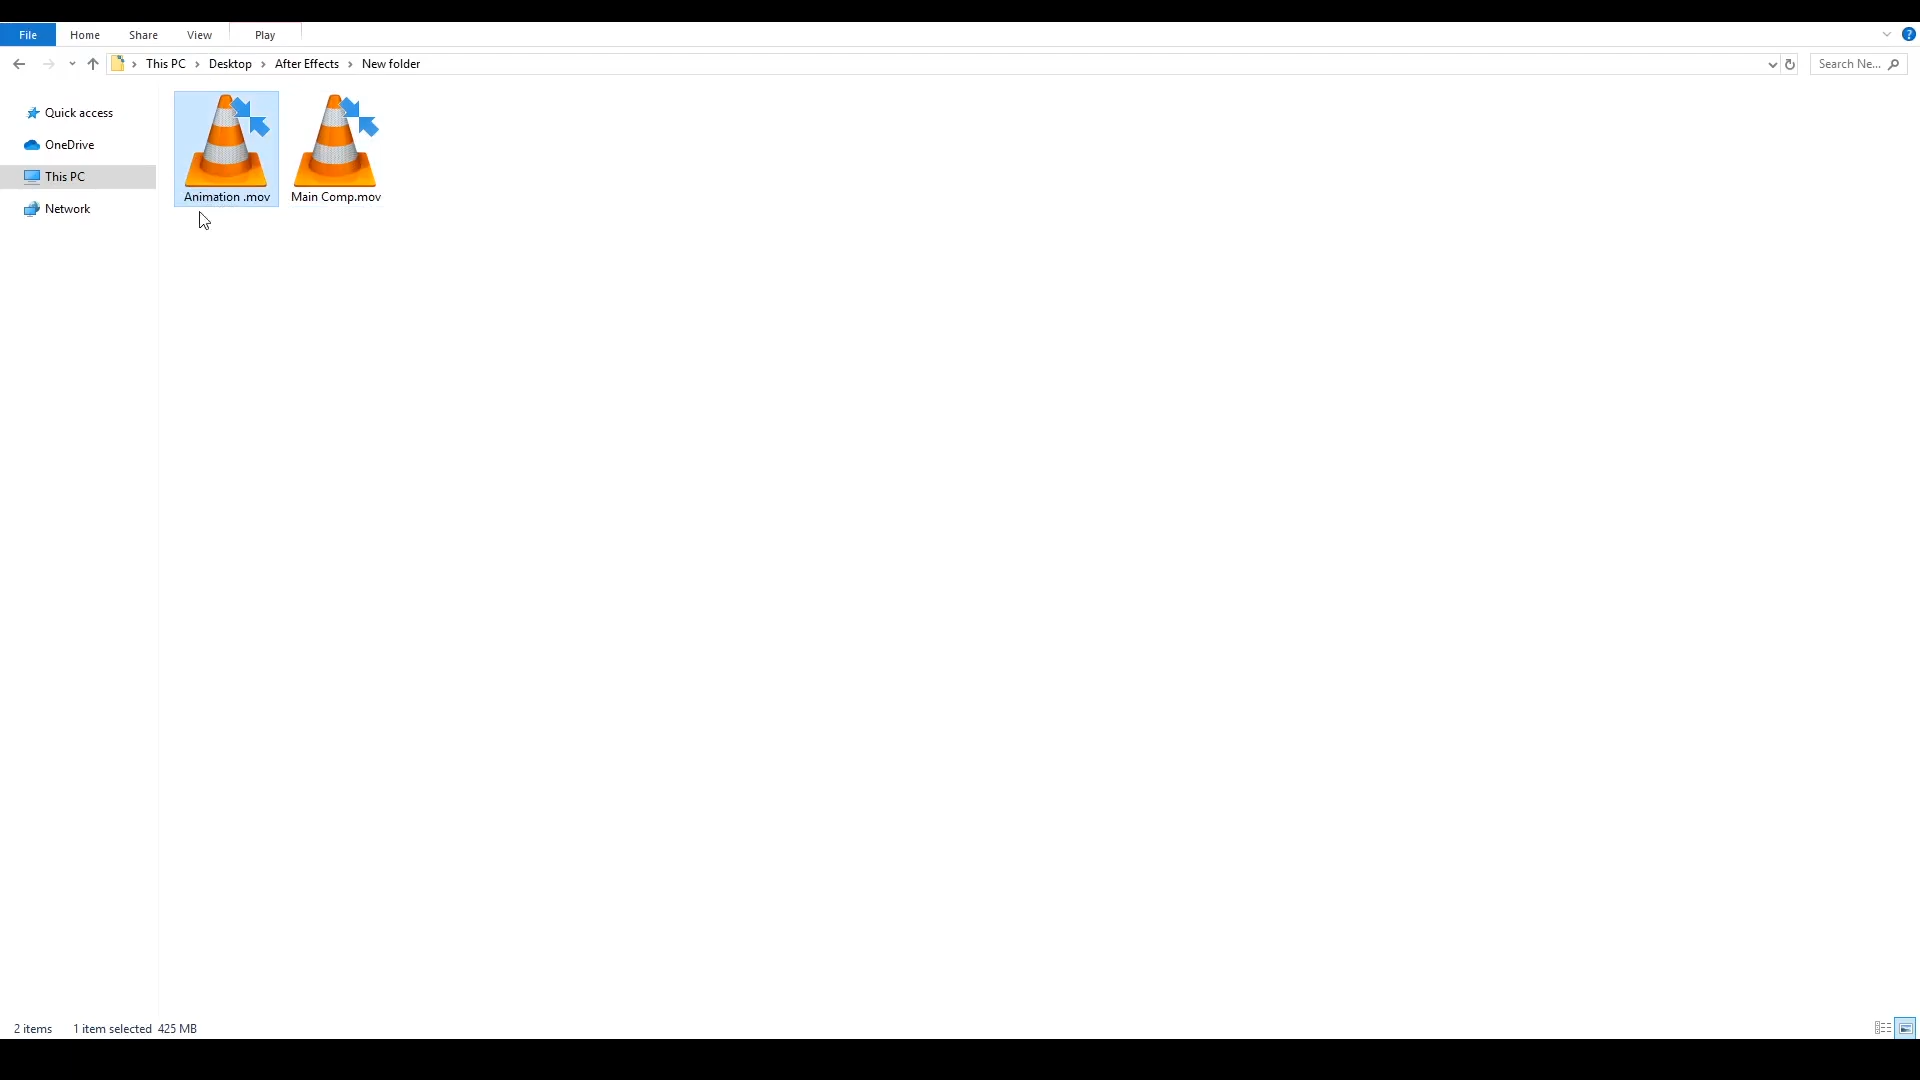 File Home Share View Play
This PC Desktop After Effects New folder Search Ne...
Quick access
OneDrive
This PC
Network
Animation .mov Main Comp.mov
2 items 1 item selected 425 MB